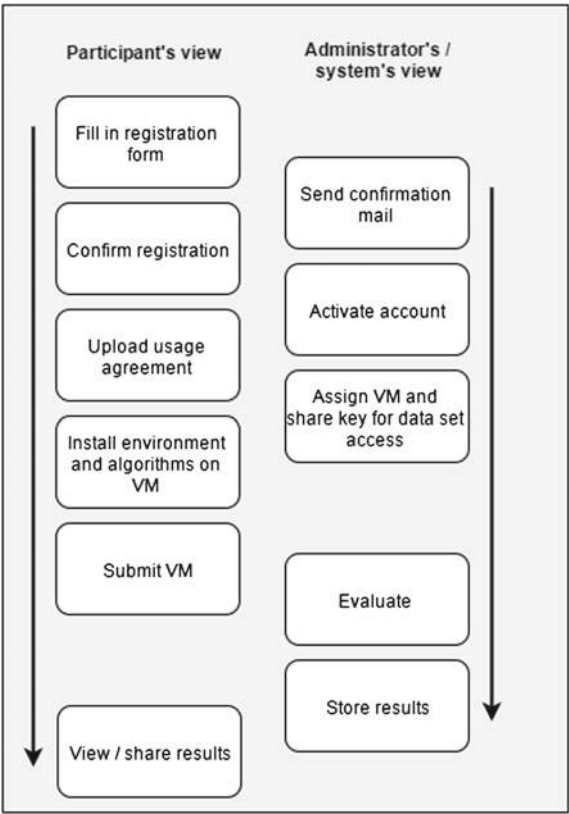 Participant's view
Fill in registration
form
Confirm registration
Upload usage
agreement
Install environment
and algorithms on
VM
Submit VM
View / share results
Administrator's /
system's view
Send confirmation
mail
Activate account
Assign VM and
share key for data set
access
Evaluate
Store results